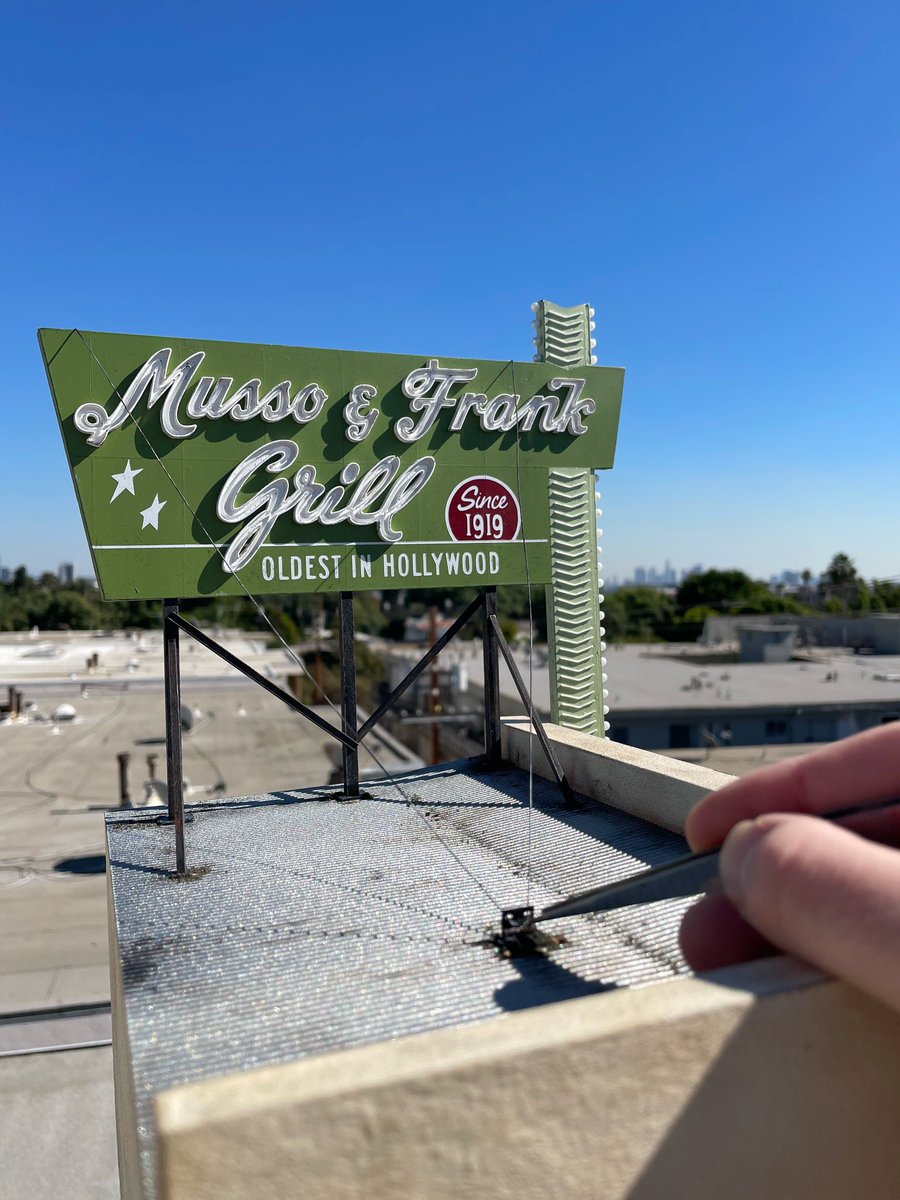 Musso & Frank
Grill
Since
1919
OLDEST IN HOLLYWOOD